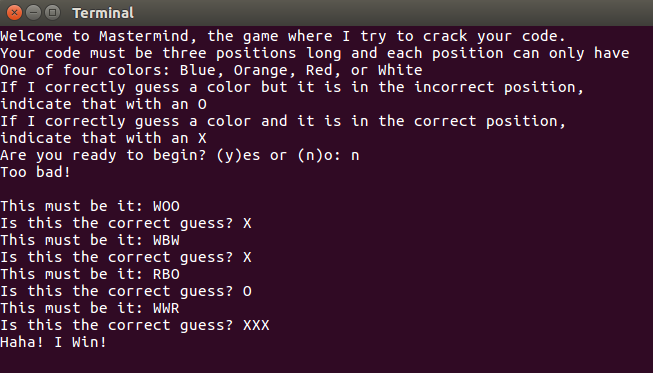 Terminal
Welcome to Mastermind, the game where I try to crack your code.
Your code must be three positions long and each position can only have
One of four colors: Blue, Orange, Red, or White
If I correctly guess a color but it is in the incorrect position,
indicate that with an O
If I correctly guess a color and it is in the correct position,
indicate that with an X
Are you ready to begin? (y)es or (n)o: n
Too bad!

This must be it: WOO
Is this the correct guess? X
This must be it: WBW
Is this the correct guess? X
This must be it: RBO
Is this the correct guess? O
This must be it: WWR
Is this the correct guess? XXX
Haha! I Win!